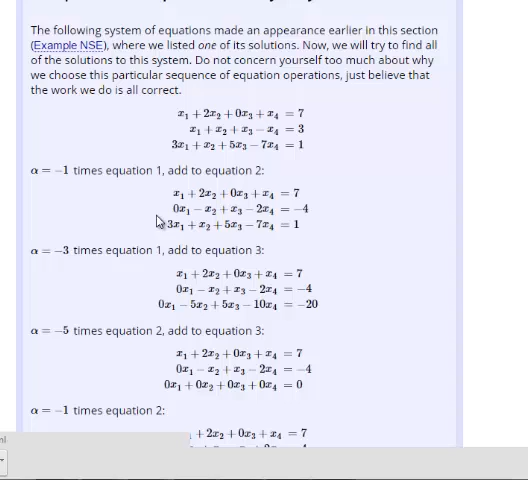 The following system of equations made an appearance earlier in this section
(Example NSE), where we listed one of its solutions. Now, we will try to find all
of the solutions to this system. Do not concern yourself too much about why
we choose this particular sequence of equation operations, just believe that
the work we do is all correct.
x₁ + 2x₂ + 0x₃ + x₄ = 7
x₁ + x₂ + x₃ − x₄ = 3
3x₁ + x₂ + 5x₃ − 7x₄ = 1
α = −1 times equation 1, add to equation 2:
x₁ + 2x₂ + 0x₃ + x₄ = 7
0x₁ − x₂ + x₃ − 2x₄ = −4
3x₁ + x₂ + 5x₃ − 7x₄ = 1
α = −3 times equation 1, add to equation 3:
x₁ + 2x₂ + 0x₃ + x₄ = 7
0x₁ − x₂ + x₃ − 2x₄ = −4
0x₁ − 5x₂ + 5x₃ − 10x₄ = −20
α = −5 times equation 2, add to equation 3:
x₁ + 2x₂ + 0x₃ + x₄ = 7
0x₁ − x₂ + x₃ − 2x₄ = −4
0x₁ + 0x₂ + 0x₃ + 0x₄ = 0
α = −1 times equation 2:
+ 2x₂ + 0x₃ + x₄ = 7